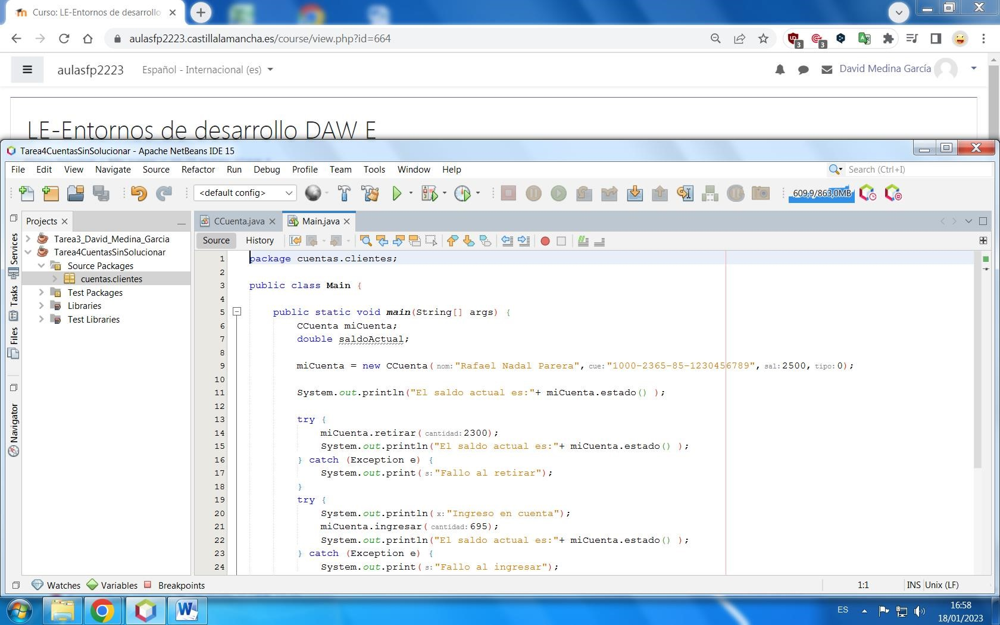 Curso: LE-Entornos de desarrollo
aulasfp2223.castillalamancha.es/course/view.php?id=664
3
3
aulasfp2223
Español - Internacional (es)
David Medina García
LE-Entornos de desarrollo DAW E
Tarea4CuentasSinSolucionar - Apache NetBeans IDE 15
File Edit View Navigate Source Refactor Run Debug Profile Team Tools Window Help
Search (Ctrl+I)
<default config>
609,9/863,0MB
Projects
CCuenta.java
Main.java
Services
Tasks
Files
Navigator
Tarea3_David_Medina_Garcia
Tarea4CuentasSinSolucionar
Source Packages
cuentas.clientes
Test Packages
Libraries
Test Libraries
Source History
1 package cuentas.clientes;
2
3 public class Main {
4
5 public static void main(String[] args) {
6 CCuenta miCuenta;
7 double saldoActual;
8
9 miCuenta = new CCuenta( nom: "Rafael Nadal Parera", cue: "1000-2365-85-1230456789", sal: 2500, tipo: 0);
10
11 System.out.println("El saldo actual es:"+ miCuenta.estado() );
12
13 try {
14 miCuenta.retirar( cantidad: 2300);
15 System.out.println("El saldo actual es:"+ miCuenta.estado() );
16 } catch (Exception e) {
17 System.out.print( s: "Fallo al retirar");
18 }
19 try {
20 System.out.println( x: "Ingreso en cuenta");
21 miCuenta.ingresar( cantidad: 695);
22 System.out.println("El saldo actual es:"+ miCuenta.estado() );
23 } catch (Exception e) {
24 System.out.print( s: "Fallo al ingresar");
Watches Variables Breakpoints
1:1 INS Unix (LF)
ES
16:58
18/01/2023